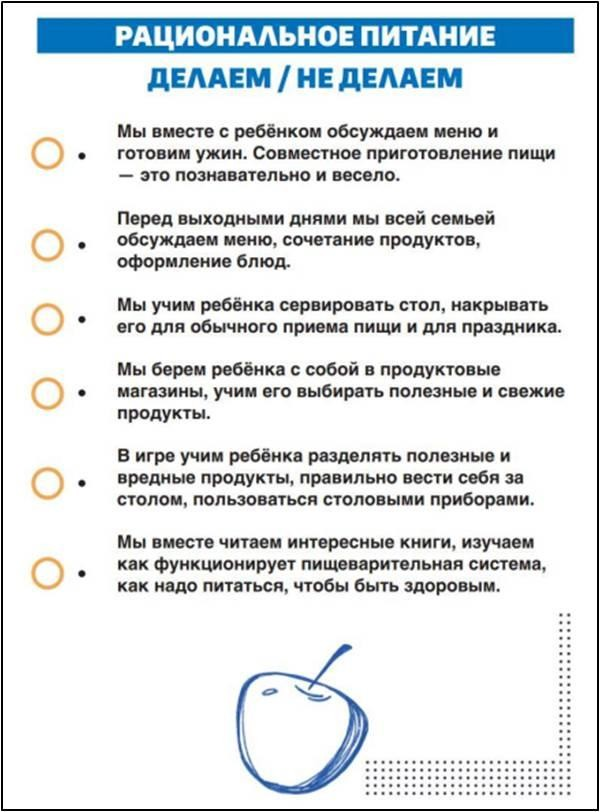 РАЦИОНАЛЬНОЕ ПИТАНИЕ
ДЕЛАЕМ / НЕ ДЕЛАЕМ
• Мы вместе с ребёнком обсуждаем меню и
готовим ужин. Совместное приготовление пищи
— это познавательно и весело.
• Перед выходными днями мы всей семьей
обсуждаем меню, сочетание продуктов,
оформление блюд.
• Мы учим ребёнка сервировать стол, накрывать
его для обычного приема пищи и для праздника.
• Мы берем ребёнка с собой в продуктовые
магазины, учим его выбирать полезные и свежие
продукты.
• В игре учим ребёнка разделять полезные и
вредные продукты, правильно вести себя за
столом, пользоваться столовыми приборами.
• Мы вместе читаем интересные книги, изучаем
как функционирует пищеварительная система,
как надо питаться, чтобы быть здоровым.